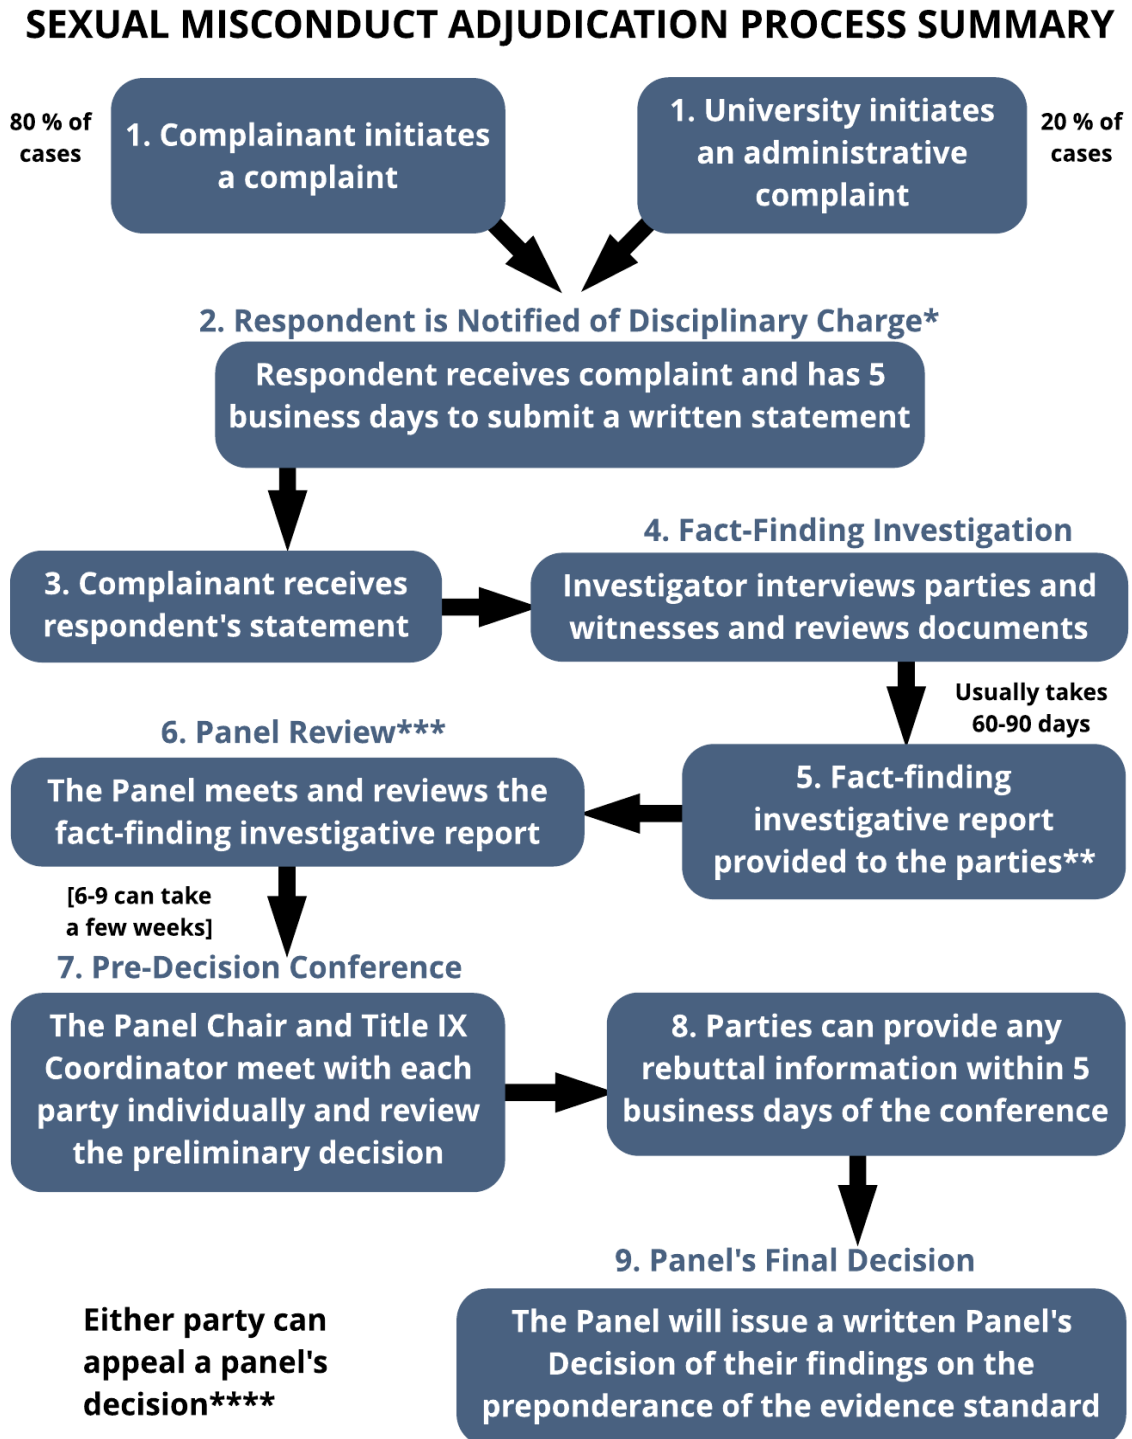 SEXUAL MISCONDUCT ADJUDICATION PROCESS SUMMARY
80 % of
cases
1. Complainant initiates
a complaint
1. University initiates
an administrative
complaint
20 % of
cases
2. Respondent is Notified of Disciplinary Charge*
Respondent receives complaint and has 5
business days to submit a written statement
3. Complainant receives
respondent's statement
4. Fact-Finding Investigation
Investigator interviews parties and
witnesses and reviews documents
Usually takes
60-90 days
5. Fact-finding
investigative report
provided to the parties**
6. Panel Review***
The Panel meets and reviews the
fact-finding investigative report
[6-9 can take
a few weeks]
7. Pre-Decision Conference
The Panel Chair and Title IX
Coordinator meet with each
party individually and review
the preliminary decision
8. Parties can provide any
rebuttal information within 5
business days of the conference
9. Panel's Final Decision
The Panel will issue a written Panel's
Decision of their findings on the
preponderance of the evidence standard
Either party can
appeal a panel's
decision****